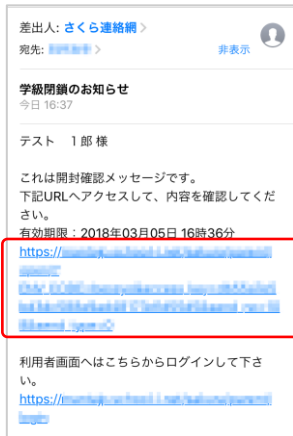 差出人: さくら連絡網 >
宛先: >
非表示
学級閉鎖のお知らせ
今日 16:37
テスト　1郎 様
これは開封確認メッセージです。
下記URLへアクセスして、内容を確認してくだ
さい。
有効期限：2018年03月05日 16時36分
https://
利用者画面へはこちらからログインして下さ
い。
https://